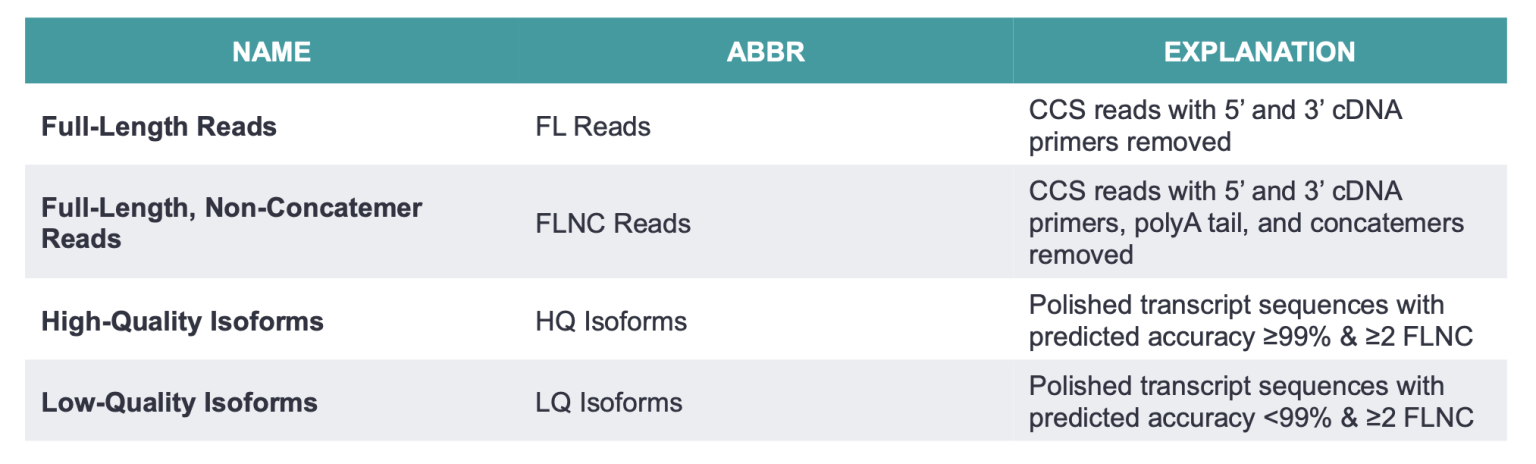 NAME ABBR EXPLANATION
Full-Length Reads FL Reads CCS reads with 5’ and 3’ cDNA
primers removed
Full-Length, Non-Concatemer
Reads FLNC Reads CCS reads with 5’ and 3’ cDNA
primers, polyA tail, and concatemers
removed
High-Quality Isoforms HQ Isoforms Polished transcript sequences with
predicted accuracy ≥99% & ≥2 FLNC
Low-Quality Isoforms LQ Isoforms Polished transcript sequences with
predicted accuracy <99% & ≥2 FLNC